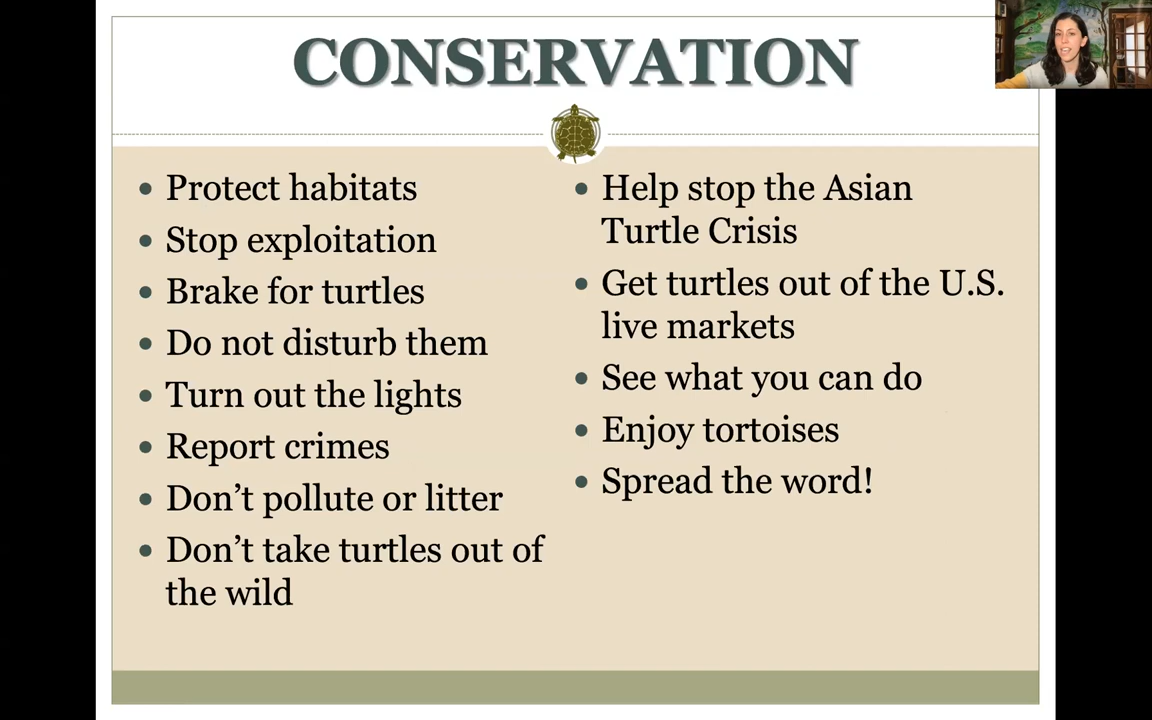 CONSERVATION
• Protect habitats
• Stop exploitation
• Brake for turtles
• Do not disturb them
• Turn out the lights
• Report crimes
• Don’t pollute or litter
• Don’t take turtles out of
the wild
• Help stop the Asian
Turtle Crisis
• Get turtles out of the U.S.
live markets
• See what you can do
• Enjoy tortoises
• Spread the word!